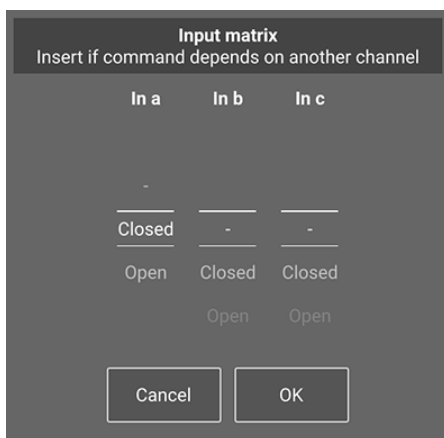 Input matrix
Insert if command depends on another channel
In a In b In c
-
Closed - -
Open Closed Closed
Open Open
Cancel OK